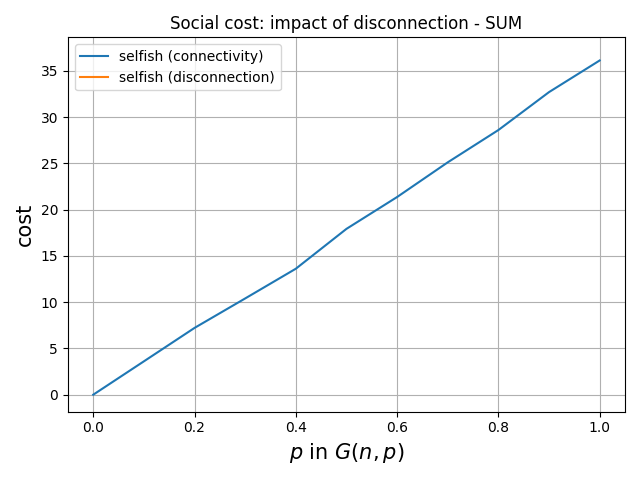 Social cost: impact of disconnection - SUM
selfish (connectivity)
selfish (disconnection)
cost
35
30
25
20
15
10
5
0
0.0 0.2 0.4 0.6 0.8 1.0
p in G(n, p)